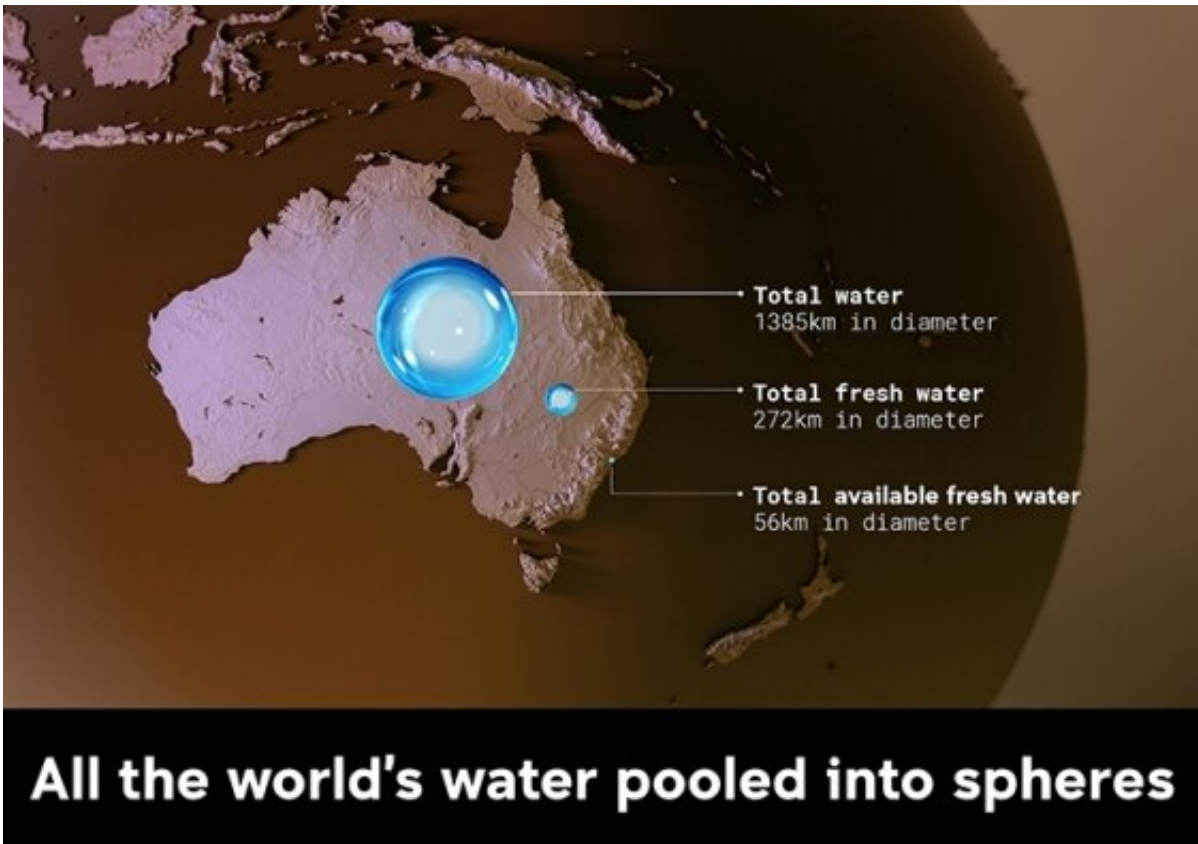 Total water
1385km in diameter
Total fresh water
272km in diameter
Total available fresh water
56km in diameter
All the world's water pooled into spheres